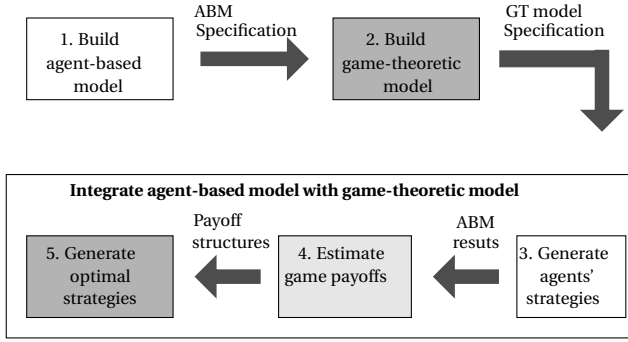 ABM
Specification
GT model
Specification
1. Build
agent-based
model
2. Build
game-theoretic
model
Integrate agent-based model with game-theoretic model
Payoff
structures
ABM
resuts
5. Generate
optimal
strategies
4. Estimate
game payoffs
3. Generate
agents'
strategies